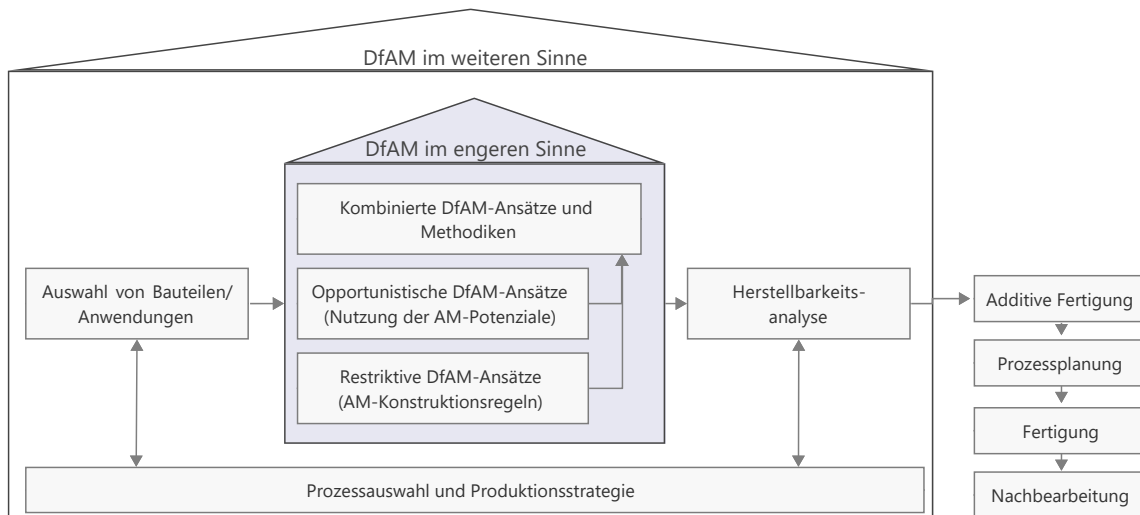 DfAM im weiteren Sinne
DfAM im engeren Sinne
Kombinierte DfAM-Ansätze und
Methodiken
Auswahl von Bauteilen/
Anwendungen
Opportunistische DfAM-Ansätze
(Nutzung der AM-Potenziale)
Restriktive DfAM-Ansätze
(AM-Konstruktionsregeln)
Herstellbarkeits-
analyse
Prozessauswahl und Produktionsstrategie
Additive Fertigung
Prozessplanung
Fertigung
Nachbearbeitung